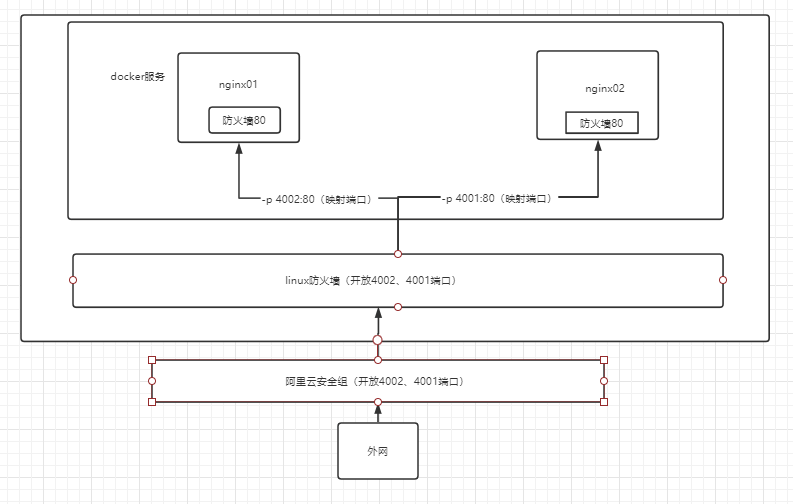 docker服务
nginx01
nginx02
防火墙80
防火墙80
-p 4002:80（映射端口）
-p 4001:80（映射端口）
linux防火墙（开放4002、4001端口）
阿里云安全组（开放4002、4001端口）
外网